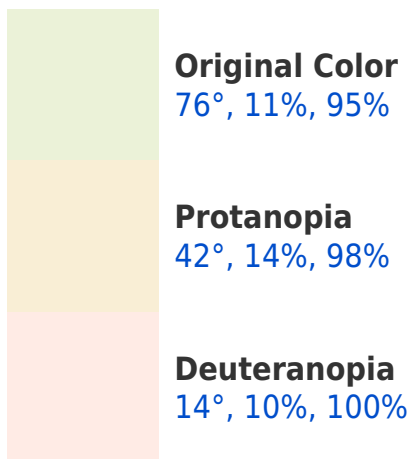 Original Color
76°, 11%, 95%
Protanopia
42°, 14%, 98%
Deuteranopia
14°, 10%, 100%